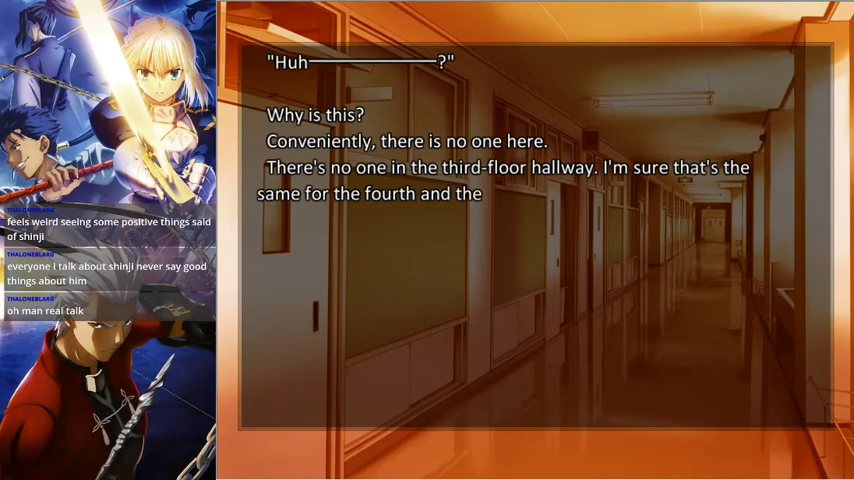 THALONEBLARG
feels weird seeing some positive things said
of shinji
THALONEBLARG
everyone i talk about shinji never say good
things about him
THALONEBLARG
oh man real talk
"Huh――――――?"
Why is this?
Conveniently, there is no one here.
There's no one in the third-floor hallway. I'm sure that's the
same for the fourth and the